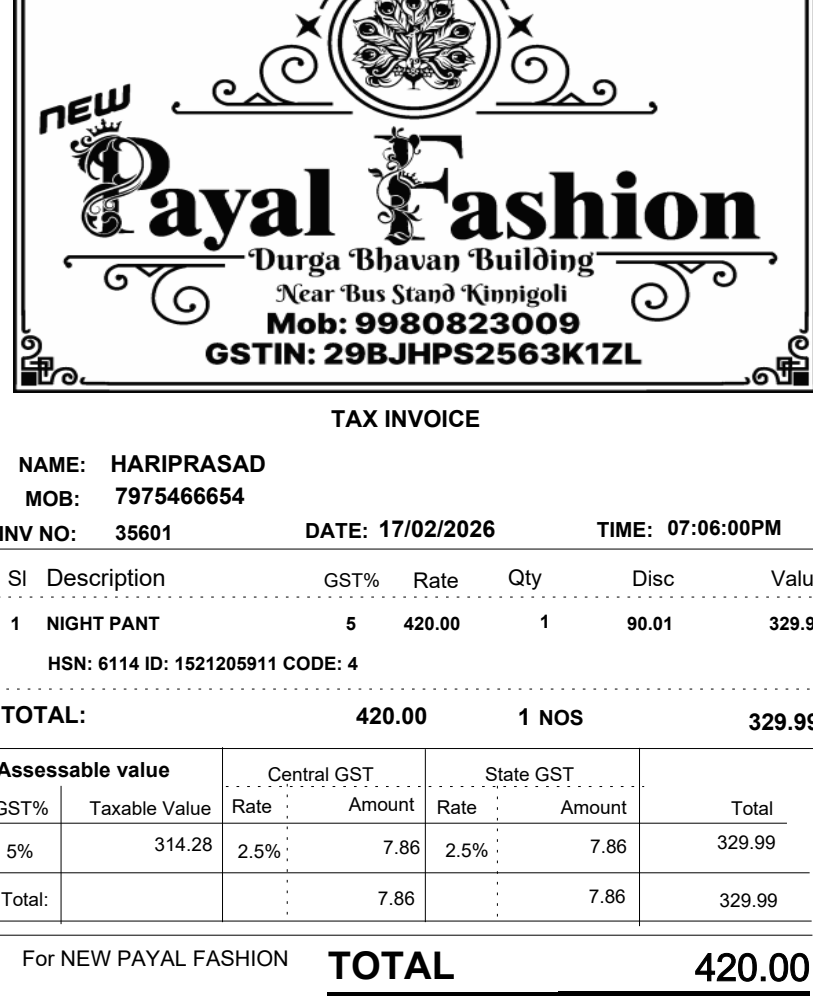 NEW
Payal Fashion
Durga Bhavan Building
Near Bus Stand Kinnigoli
Mob: 9980823009
GSTIN: 29BJHPS2563K1ZL
TAX INVOICE
NAME: HARIPRASAD
MOB: 7975466654
INV NO: 35601 DATE: 17/02/2026 TIME: 07:06:00PM
Sl Description GST% Rate Qty Disc Valu
1 NIGHT PANT 5 420.00 1 90.01 329.9
HSN: 6114 ID: 1521205911 CODE: 4
TOTAL: 420.00 1 NOS 329.99
Assessable value Central GST State GST
GST% Taxable Value Rate Amount Rate Amount Total
5% 314.28 2.5% 7.86 2.5% 7.86 329.99
Total: 7.86 7.86 329.99
For NEW PAYAL FASHION TOTAL 420.00